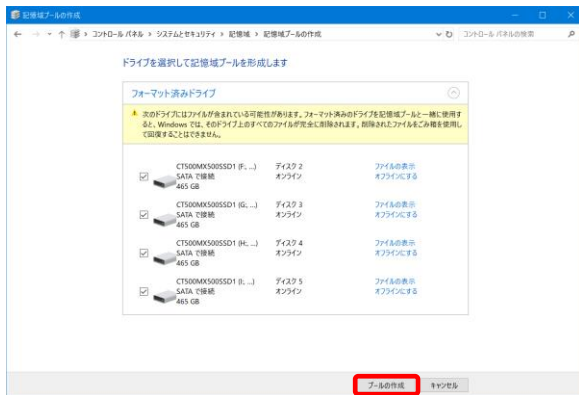 記憶域プールの作成
コントロール パネル > システムとセキュリティ > 記憶域 > 記憶域プールの作成
コントロール パネルの検索
ドライブを選択して記憶域プールを形成します
フォーマット済みドライブ
次のドライブにはファイルが含まれている可能性があります。フォーマット済みのドライブを記憶域プールと一緒に使用す
ると、Windows では、そのドライブ上のすべてのファイルが完全に削除されます。削除されたファイルをごみ箱を使用し
て回復することはできません。
CT500MX500SSD1 (F:, ...) ディスク 2 ファイルの表示
SATA で接続 オンライン オフラインにする
465 GB
CT500MX500SSD1 (G:, ...) ディスク 3 ファイルの表示
SATA で接続 オンライン オフラインにする
465 GB
CT500MX500SSD1 (H:, ...) ディスク 4 ファイルの表示
SATA で接続 オンライン オフラインにする
465 GB
CT500MX500SSD1 (I:, ...) ディスク 5 ファイルの表示
SATA で接続 オンライン オフラインにする
465 GB
プールの作成 キャンセル